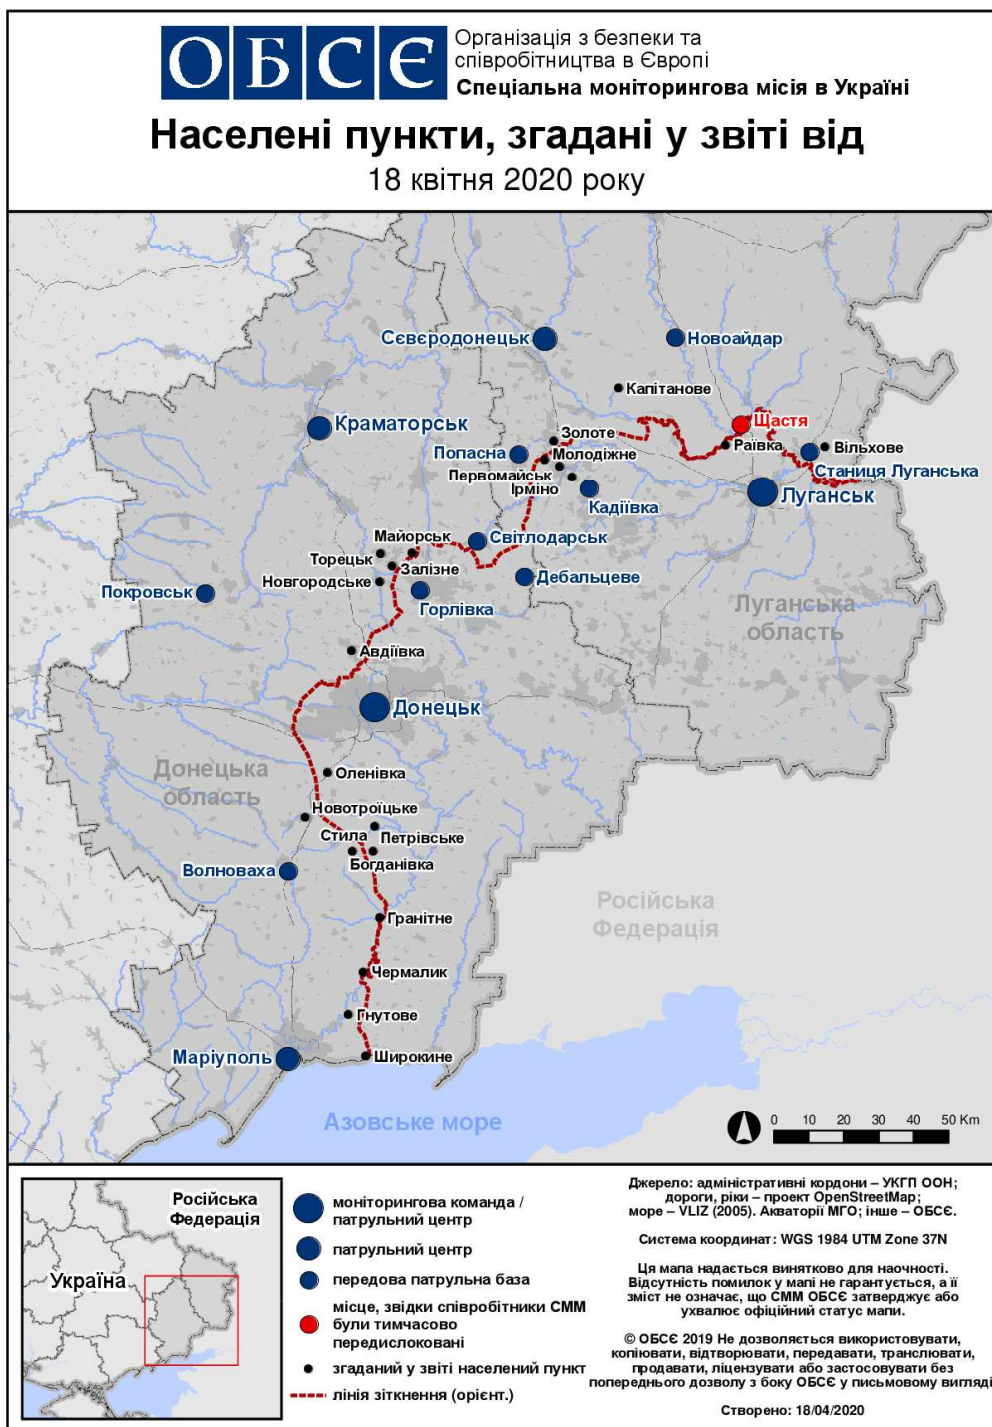 ОБСЄ
Організація з безпеки та
співробітництва в Європі
Спеціальна моніторингова місія в Україні
Населені пункти, згадані у звіті від
18 квітня 2020 року
Сєвєродонецьк
Новоайдар
Капітанове
Краматорськ
Щастя
Золоте
Раївка
Вільхове
Попасна
Молодіжне
Станиця Луганська
Первомайськ
Ірміно
Луганськ
Кадіївка
Майорськ
Світлодарськ
Торецьк
Залізне
Новгородське
Дебальцеве
Покровськ
Горлівка
Луганська
область
Авдіївка
Донецьк
Донецька
область
Оленівка
Новотроїцьке
Стила
Петрівське
Богданівка
Волноваха
Російська
Федерація
Гранітне
Чермалик
Гнутове
Маріуполь
Широкине
Азовське море
0 10 20 30 40 50 Km
Російська
Федерація
Україна
моніторингова команда /
патрульний центр
патрульний центр
передова патрульна база
місце, звідки співробітники СММ
були тимчасово
передислоковані
згаданий у звіті населений пункт
лінія зіткнення (орієнт.)
Джерело: адміністративні кордони – УКГП ООН;
дороги, ріки – проект OpenStreetMap;
море – VLIZ (2005). Акваторії МГО; інше – ОБСЄ.
Система координат: WGS 1984 UTM Zone 37N
Ця мапа надається винятково для наочності.
Відсутність помилок у мапі не гарантується, а її
зміст не означає, що СММ ОБСЄ затверджує або
ухвалює офіційний статус мапи.
© ОБСЄ 2019 Не дозволяється використовувати,
копіювати, відтворювати, передавати, транслювати,
продавати, ліцензувати або застосовувати без
попереднього дозволу з боку ОБСЄ у письмовому вигляді
Створено: 18/04/2020